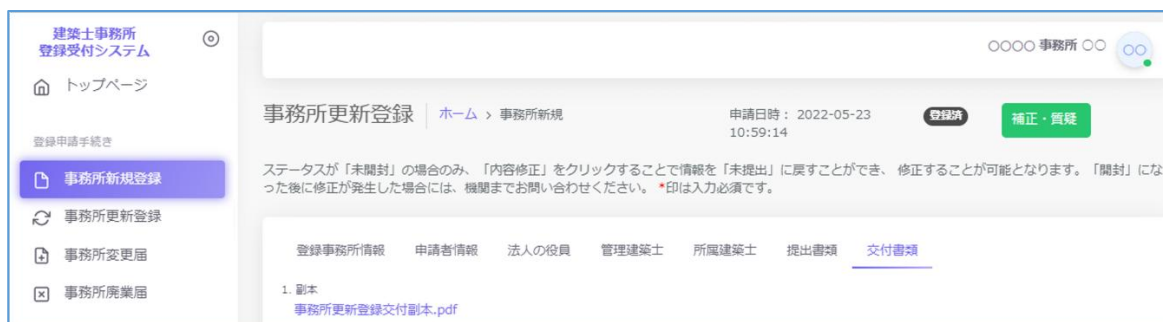 建築士事務所
登録受付システム
トップページ
登録申請手続き
事務所新規登録
事務所更新登録
事務所変更届
事務所廃業届
〇〇〇〇 事務所 〇〇
〇〇
事務所更新登録 ホーム > 事務所新規
申請日時： 2022-05-23
10:59:14
登録済
補正・質疑
ステータスが「未開封」の場合のみ、「内容修正」をクリックすることで情報を「未提出」に戻すことができ、 修正することが可能となります。「開封」にな
った後に修正が発生した場合には、機関までお問い合わせください。 *印は入力必須です。
登録事務所情報 申請者情報 法人の役員 管理建築士 所属建築士 提出書類 交付書類
1. 副本
事務所更新登録交付副本.pdf